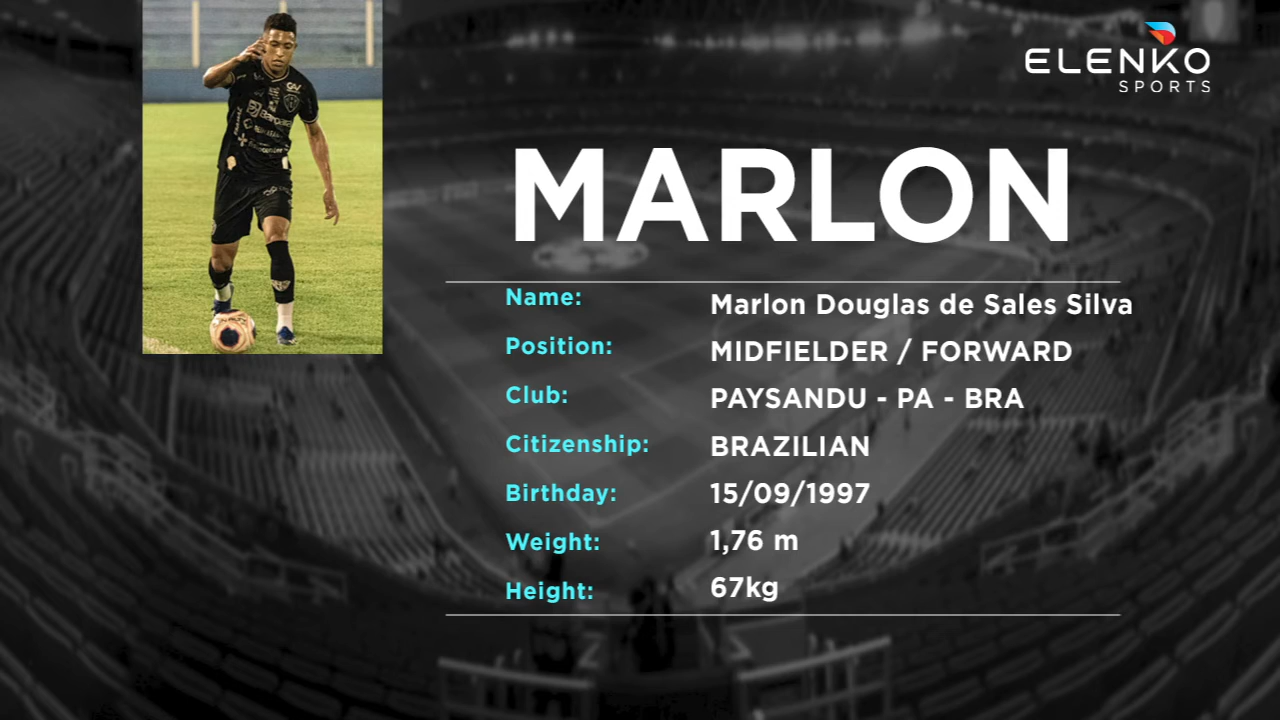 ELENKO
SPORTS
MARLON
Name: Marlon Douglas de Sales Silva
Position: MIDFIELDER / FORWARD
Club: PAYSANDU - PA - BRA
Citizenship: BRAZILIAN
Birthday: 15/09/1997
Weight: 1,76 m
Height: 67kg